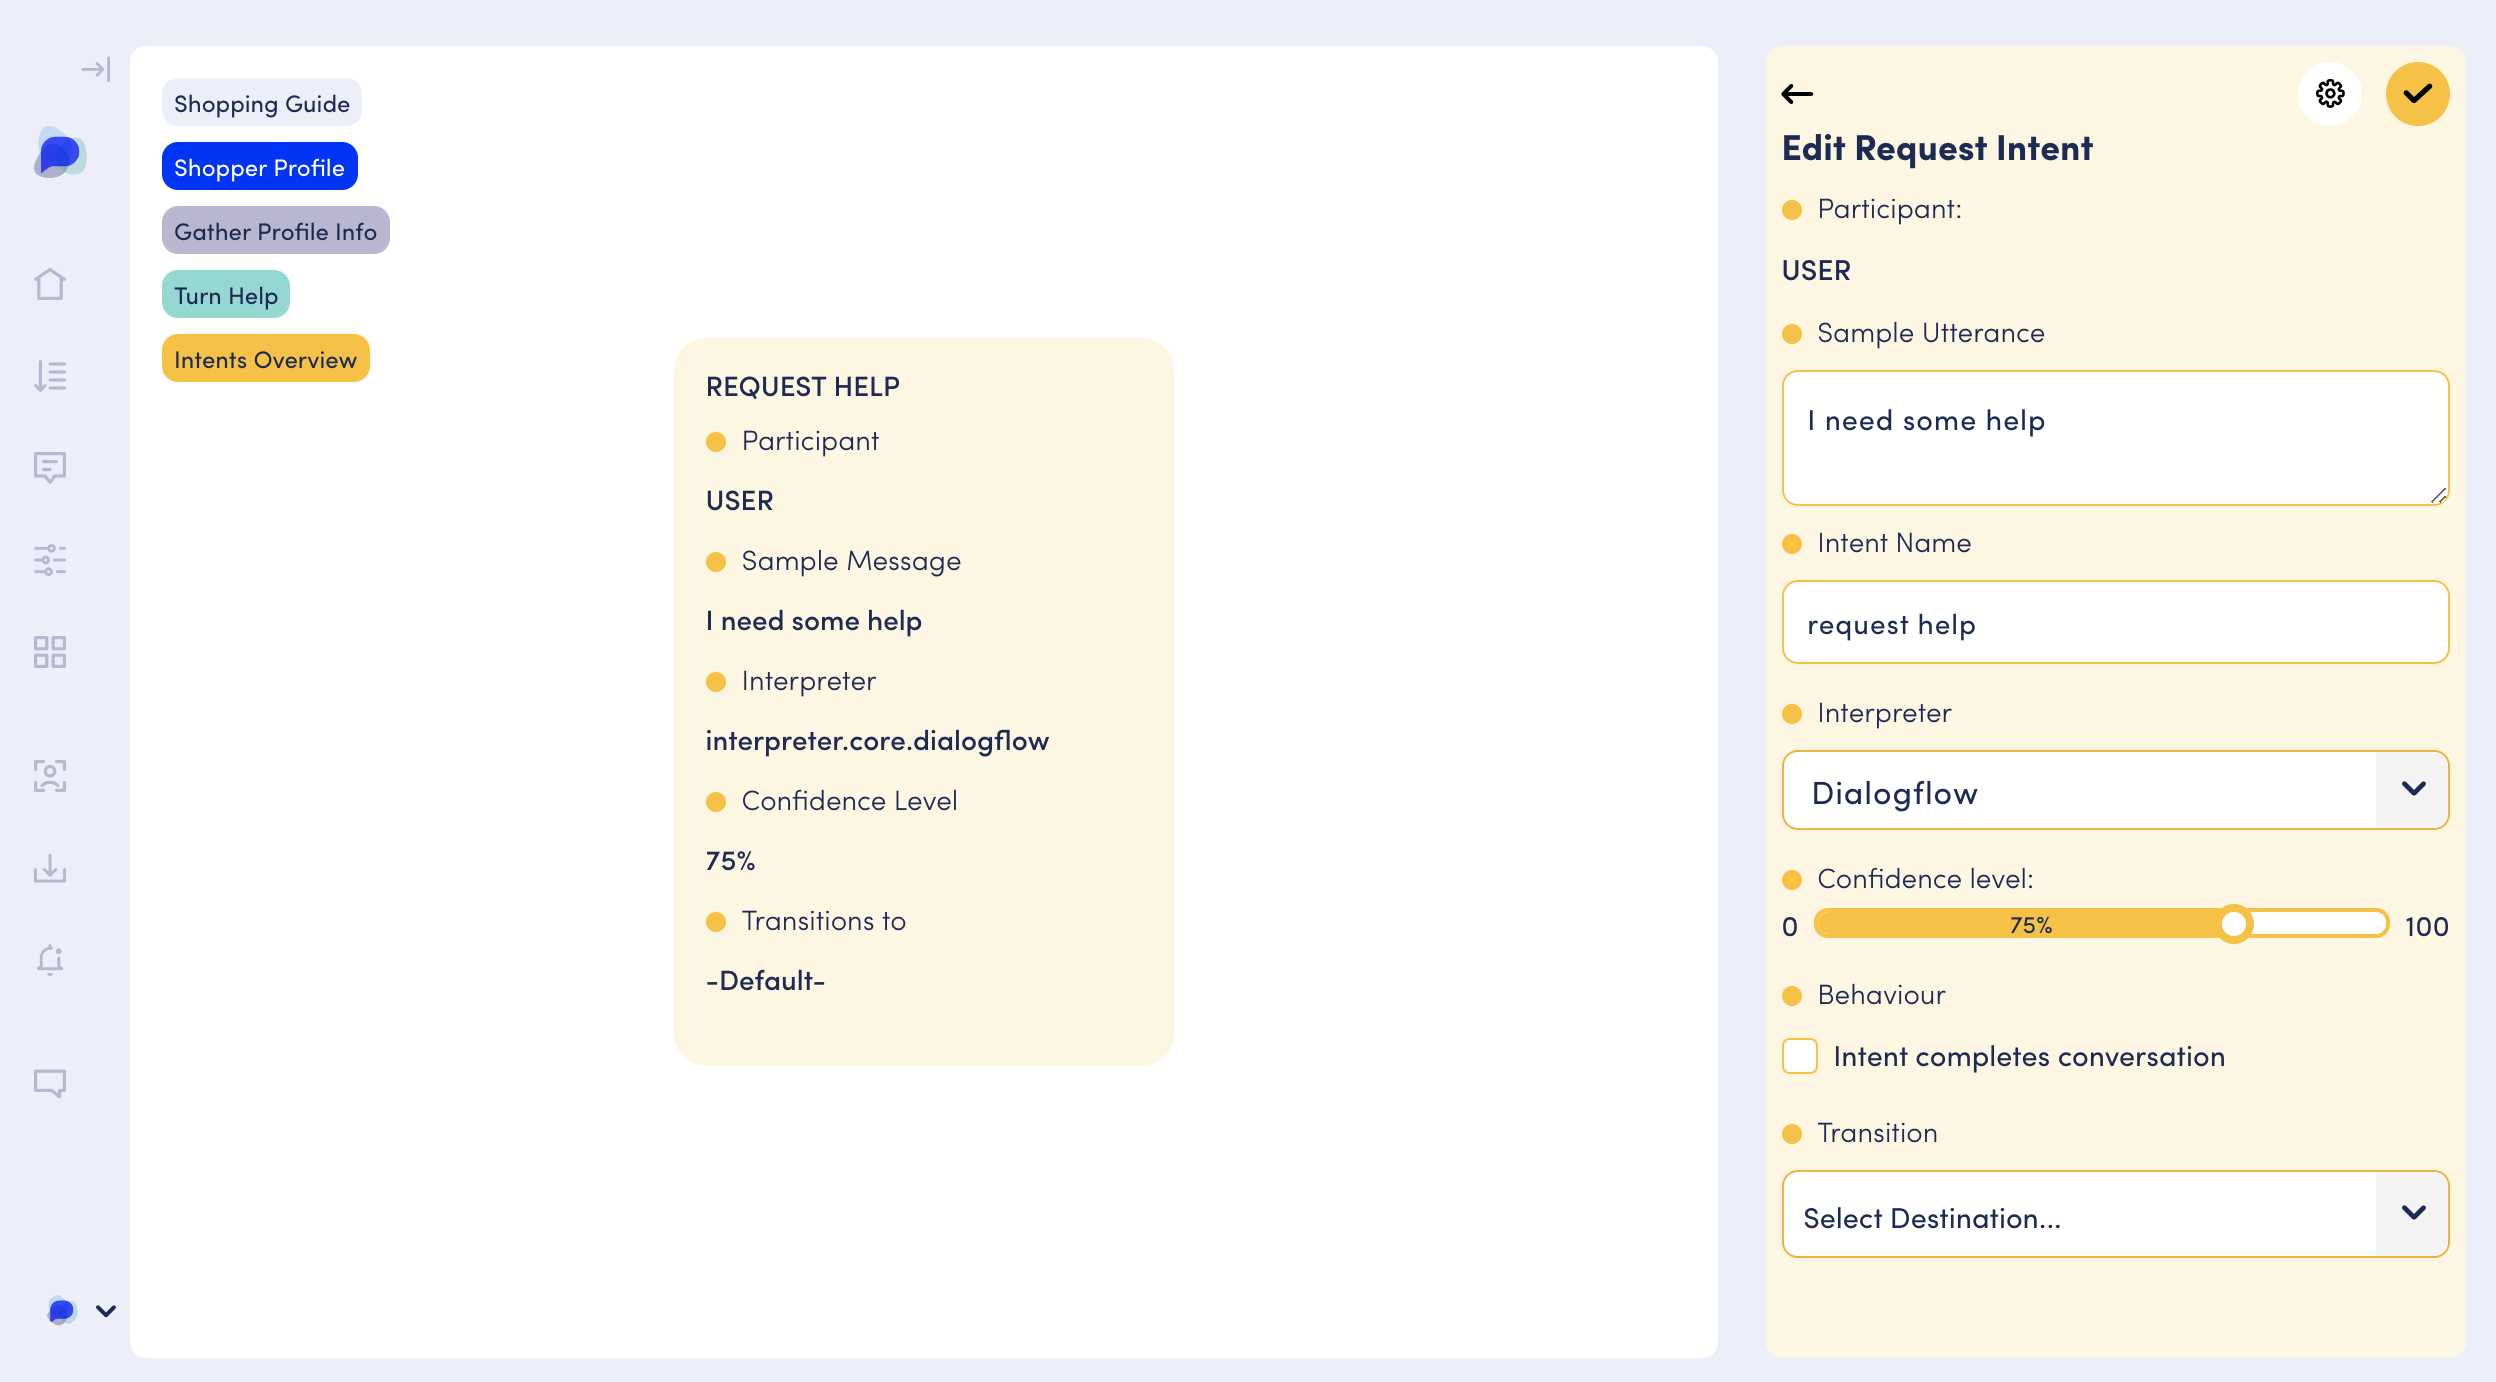 Shopping Guide
Shopper Profile
Gather Profile Info
Turn Help
Intents Overview
REQUEST HELP
Participant
USER
Sample Message
I need some help
Interpreter
interpreter.core.dialogflow
Confidence Level
75%
Transitions to
-Default-
Edit Request Intent
Participant:
USER
Sample Utterance
I need some help
Intent Name
request help
Interpreter
Dialogflow
Confidence level:
0 75% 100
Behaviour
Intent completes conversation
Transition
Select Destination...